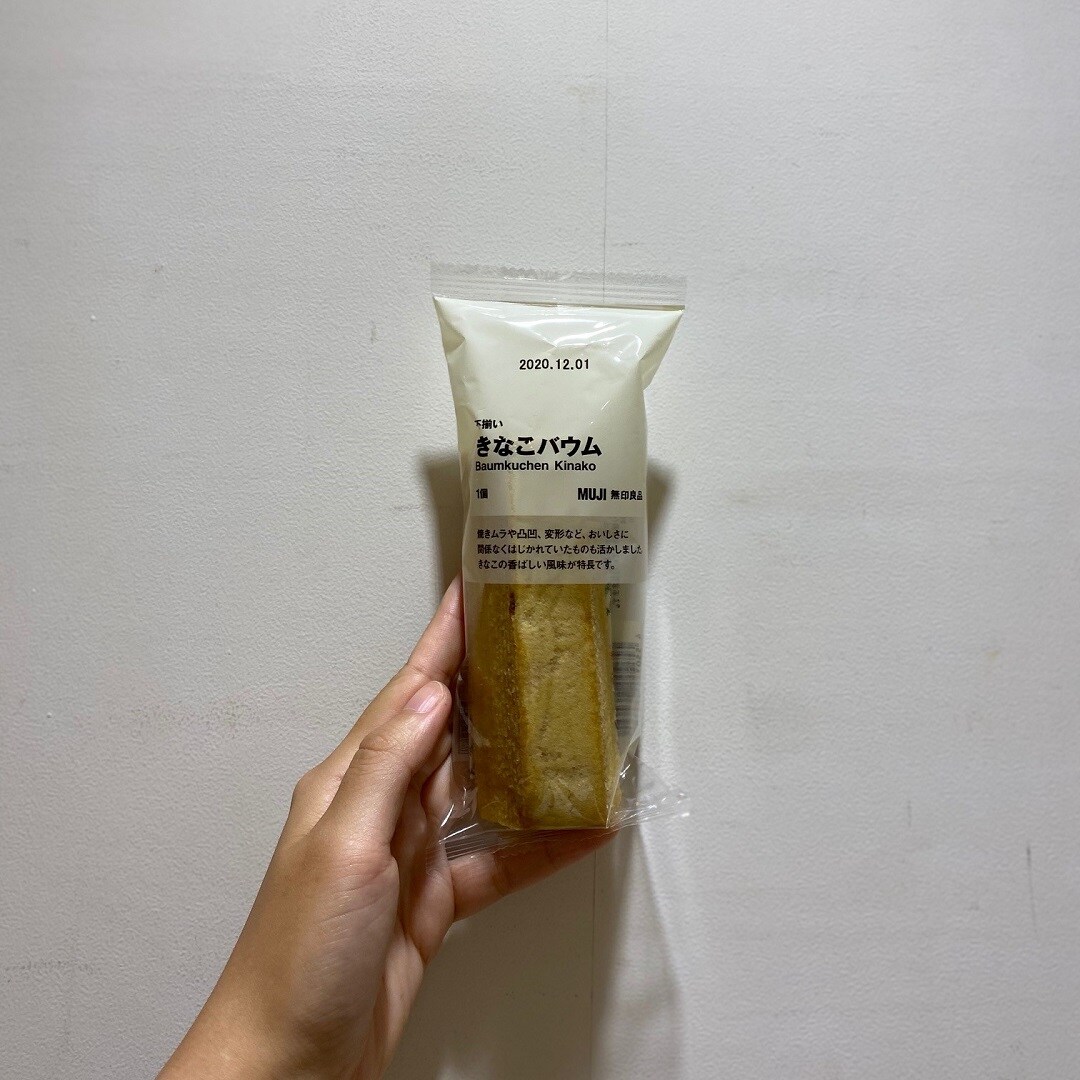 2020.12.01
不揃い
きなこバウム
Baumkuchen Kinako
1個 MUJI 無印良品
焼きムラや凸凹、変形など、おいしさに
関係なくはじかれていたものも活かしました
きなこの香ばしい風味が特長です。